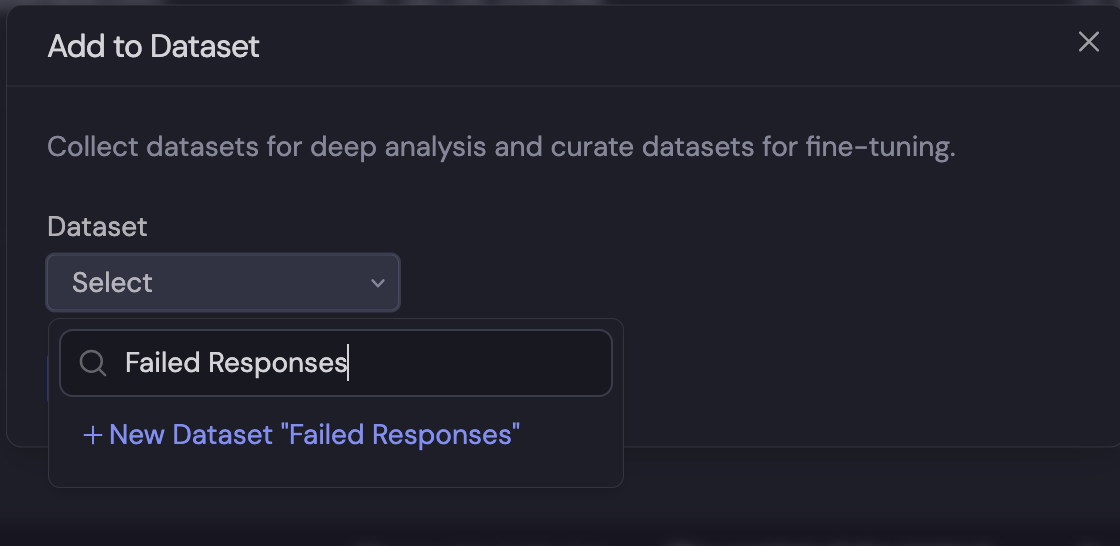 Add to Dataset
Collect datasets for deep analysis and curate datasets for fine-tuning.
Dataset
Select
Failed Responses
+ New Dataset "Failed Responses"